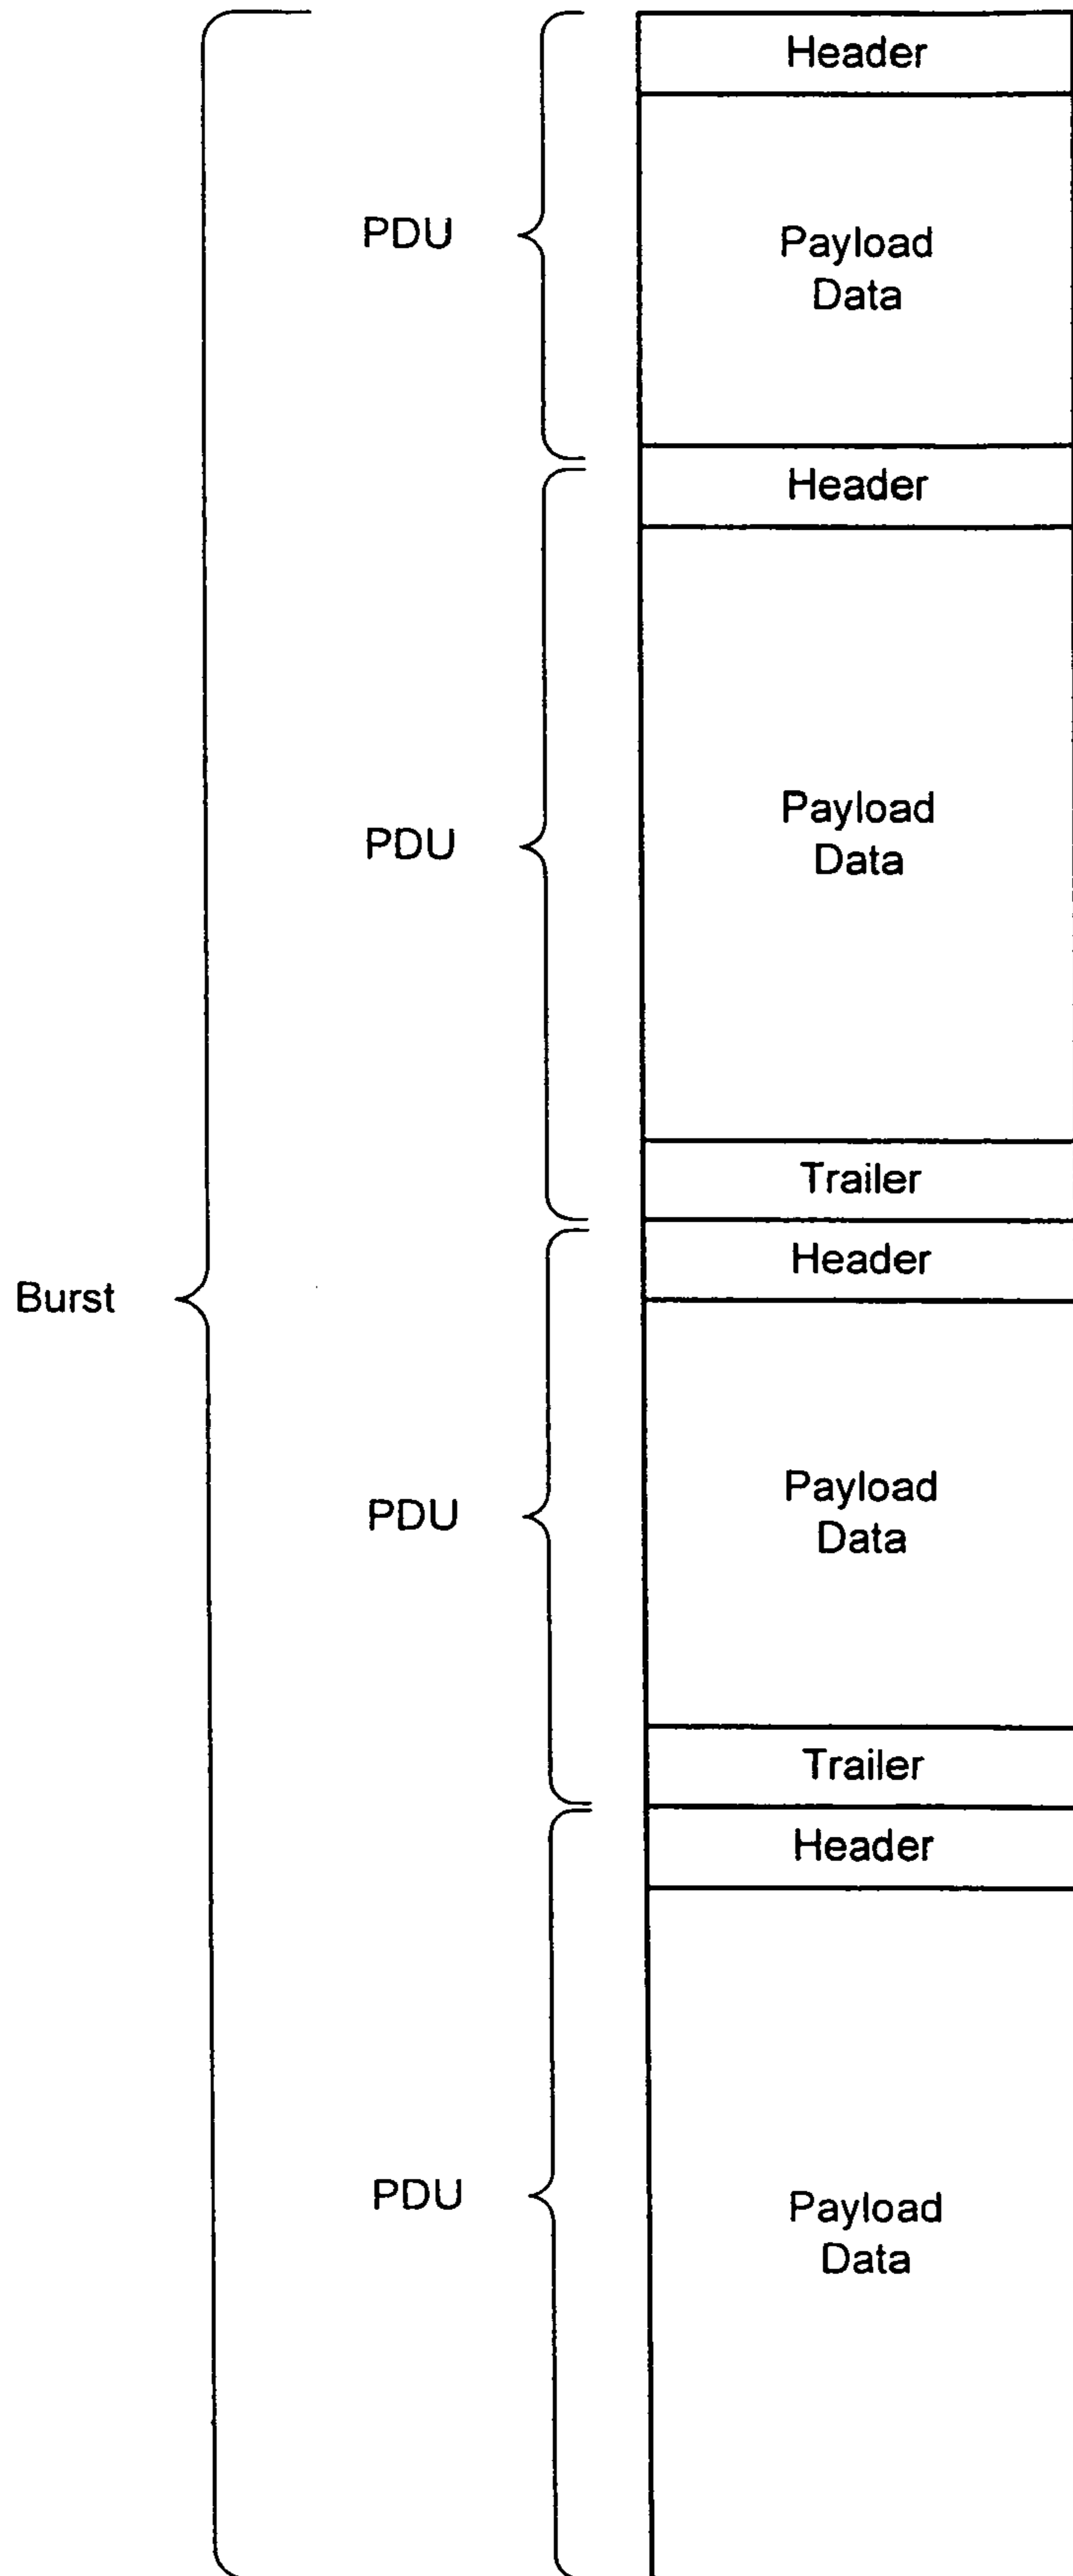 Header
PDU
Payload
Data
Header
PDU
Payload
Data
Trailer
Header
Burst
PDU
Payload
Data
Trailer
Header
PDU
Payload
Data